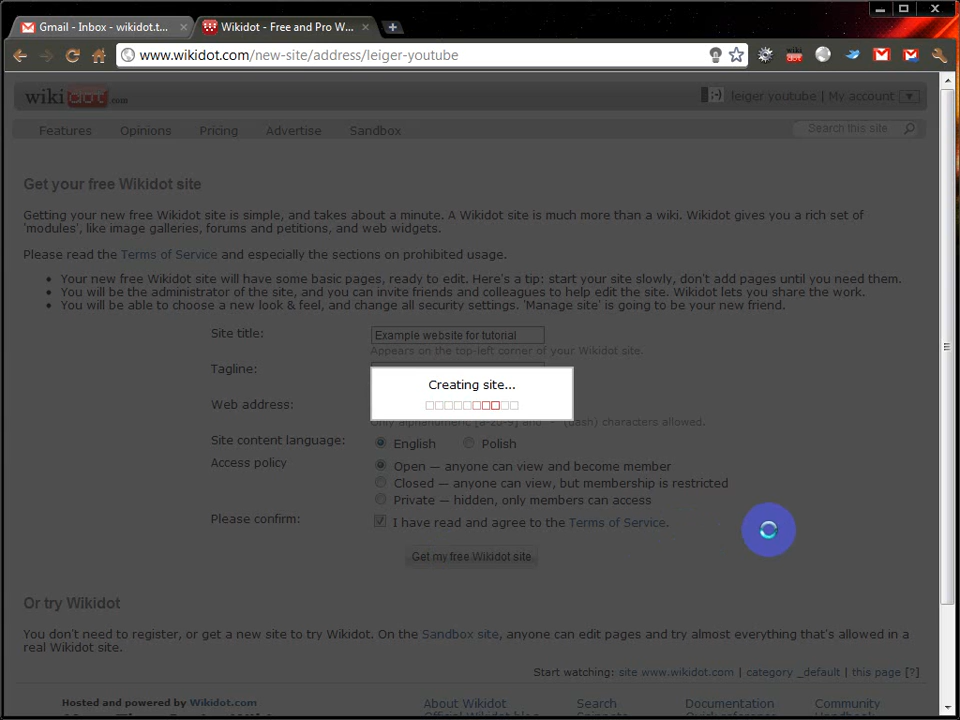 Gmail - Inbox - wikidot.t...
Wikidot - Free and Pro W...
www.wikidot.com/new-site/address/leiger-youtube
wikidot.com
leiger youtube | My account
Features
Opinions
Pricing
Advertise
Sandbox
Search this site
Get your free Wikidot site
Getting your new free Wikidot site is simple, and takes about a minute. A Wikidot site is much more than a wiki. Wikidot gives you a rich set of
'modules', like image galleries, forums and petitions, and web widgets.
Please read the Terms of Service and especially the sections on prohibited usage.
Your new free Wikidot site will have some basic pages, ready to edit. Here's a tip: start your site slowly, don't add pages until you need them.
You will be the administrator of the site, and you can invite friends and colleagues to help edit the site. Wikidot lets you share the work.
You will be able to choose a new look & feel, and change all security settings. 'Manage site' is going to be your new friend.
Site title:
Example website for tutorial
Appears on the top-left corner of your Wikidot site.
Tagline:
Creating site...
Web address:
(dash) characters allowed.
Site content language:
English
Polish
Access policy
Open — anyone can view and become member
Closed — anyone can view, but membership is restricted
Private — hidden, only members can access
Please confirm:
I have read and agree to the Terms of Service.
Get my free Wikidot site
Or try Wikidot
You don't need to register, or get a new site to try Wikidot. On the Sandbox site, anyone can edit pages and try almost everything that's allowed in a
real Wikidot site.
Start watching: site www.wikidot.com | category _default | this page [?]
Hosted and powered by Wikidot.com
About Wikidot
Search
Documentation
Community